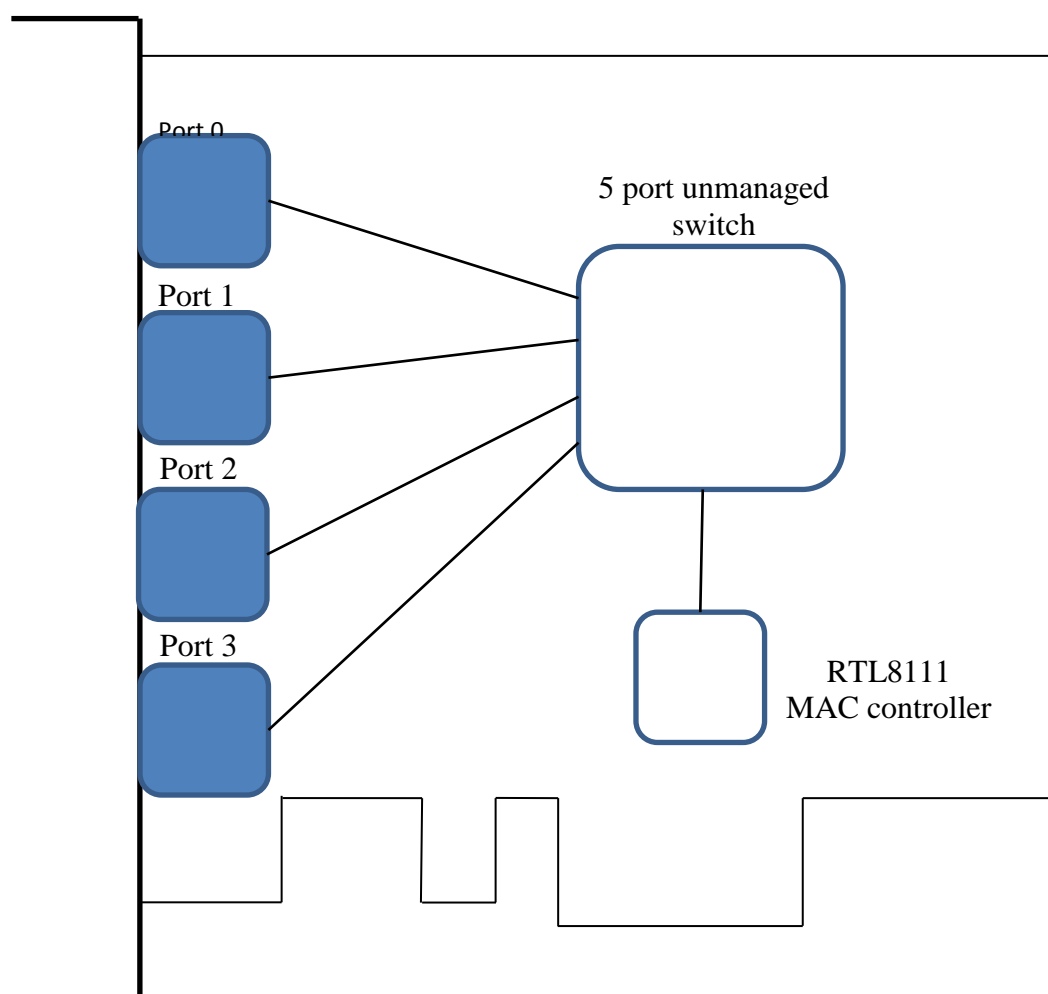 Port 0
5 port unmanaged
switch
Port 1
Port 2
Port 3
RTL8111
MAC controller